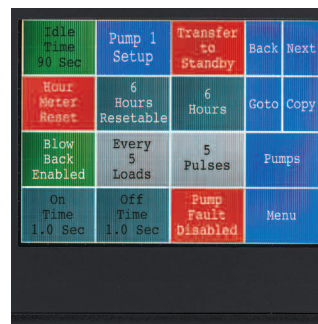 Idle
Time
90 Sec
Pump 1
Setup
Transfer
to
Standby
Back
Next
Hour
Meter
Reset
6
Hours
Resetable
6
Hours
Goto
Copy
Blow
Back
Enabled
Every
5
Loads
5
Pulses
Pumps
On
Time
1.0 Sec
Off
Time
1.0 Sec
Pump
Fault
Disabled
Menu